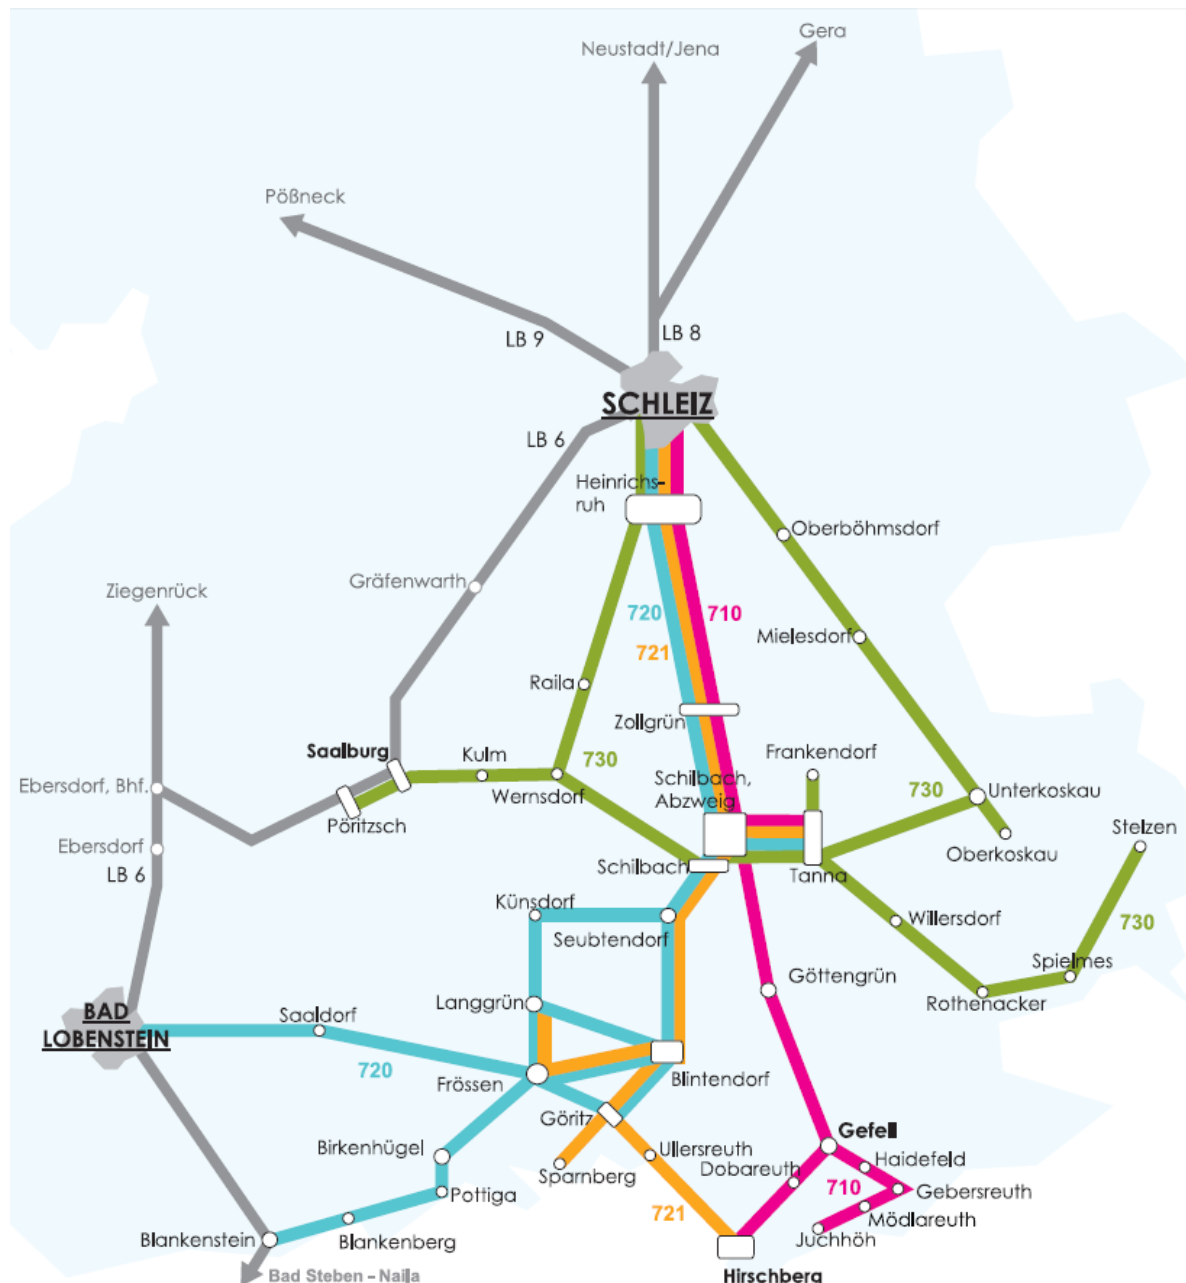 Gera
Neustadt/Jena
Pößneck
LB 8
LB 9
SCHLEIZ
LB 6
Heinrichs-
ruh
Oberböhmsdorf
Gräfenwarth
Ziegenrück
720
710
721
Mielesdorf
Raila
Zollgrün
Saalburg
Kulm
730
Frankendorf
Ebersdorf, Bhf.
Schilbach,
Abzweig
730
Unterkoskau
Wernsdorf
Pöritzsch
Stelzen
Ebersdorf
Oberkoskau
LB 6
Schilbach
Tanna
Künsdorf
Willersdorf
730
Seubtendorf
Spielmes
Göttengrün
Langgrün
Rothenacker
BAD
LOBENSTEIN
Saaldorf
720
Frössen
Blintendorf
Göritz
Gefell
Birkenhügel
Ullersreuth
Haidefeld
Sparnberg
Dobareuth
710
Gebersreuth
Pottiga
721
Mödlareuth
Blankenstein
Blankenberg
Juchhöh
Bad Steben - Naila
Hirschberg